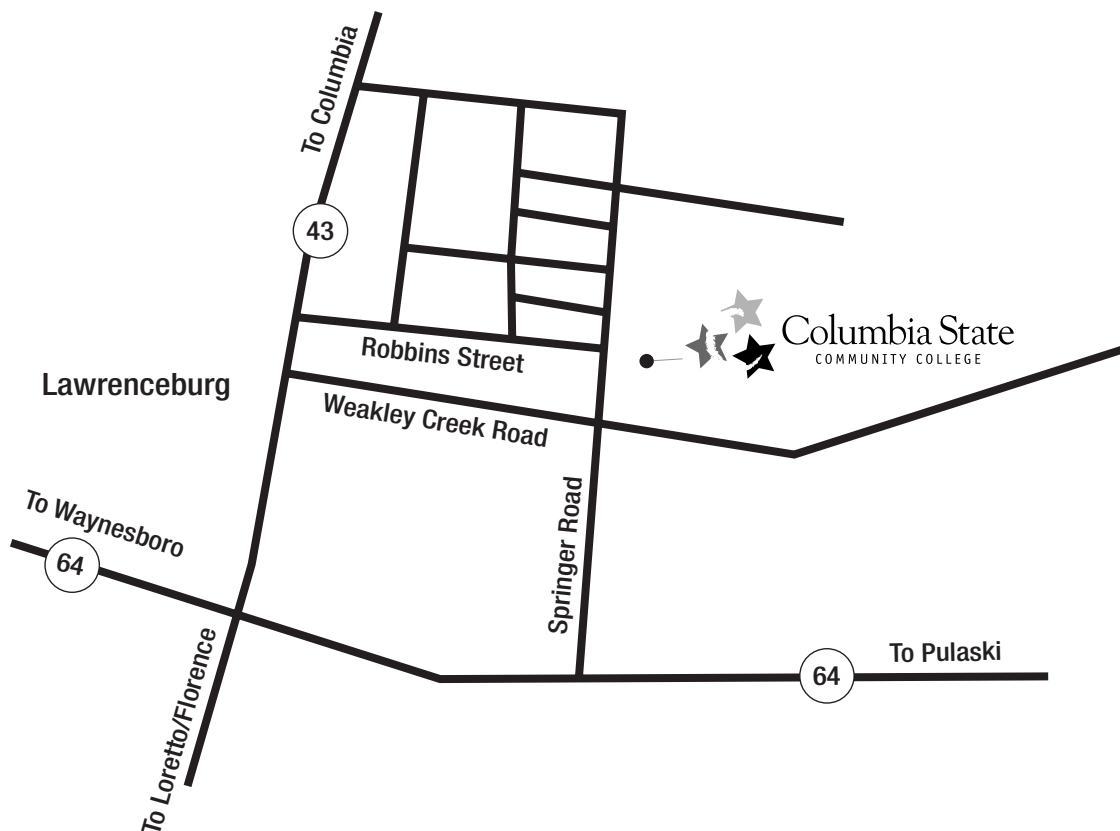 To Columbia
43
Columbia State
COMMUNITY COLLEGE
Robbins Street
Lawrenceburg
Weakley Creek Road
To Waynesboro
64
Springer Road
To Loretto/Florence
To Pulaski
64